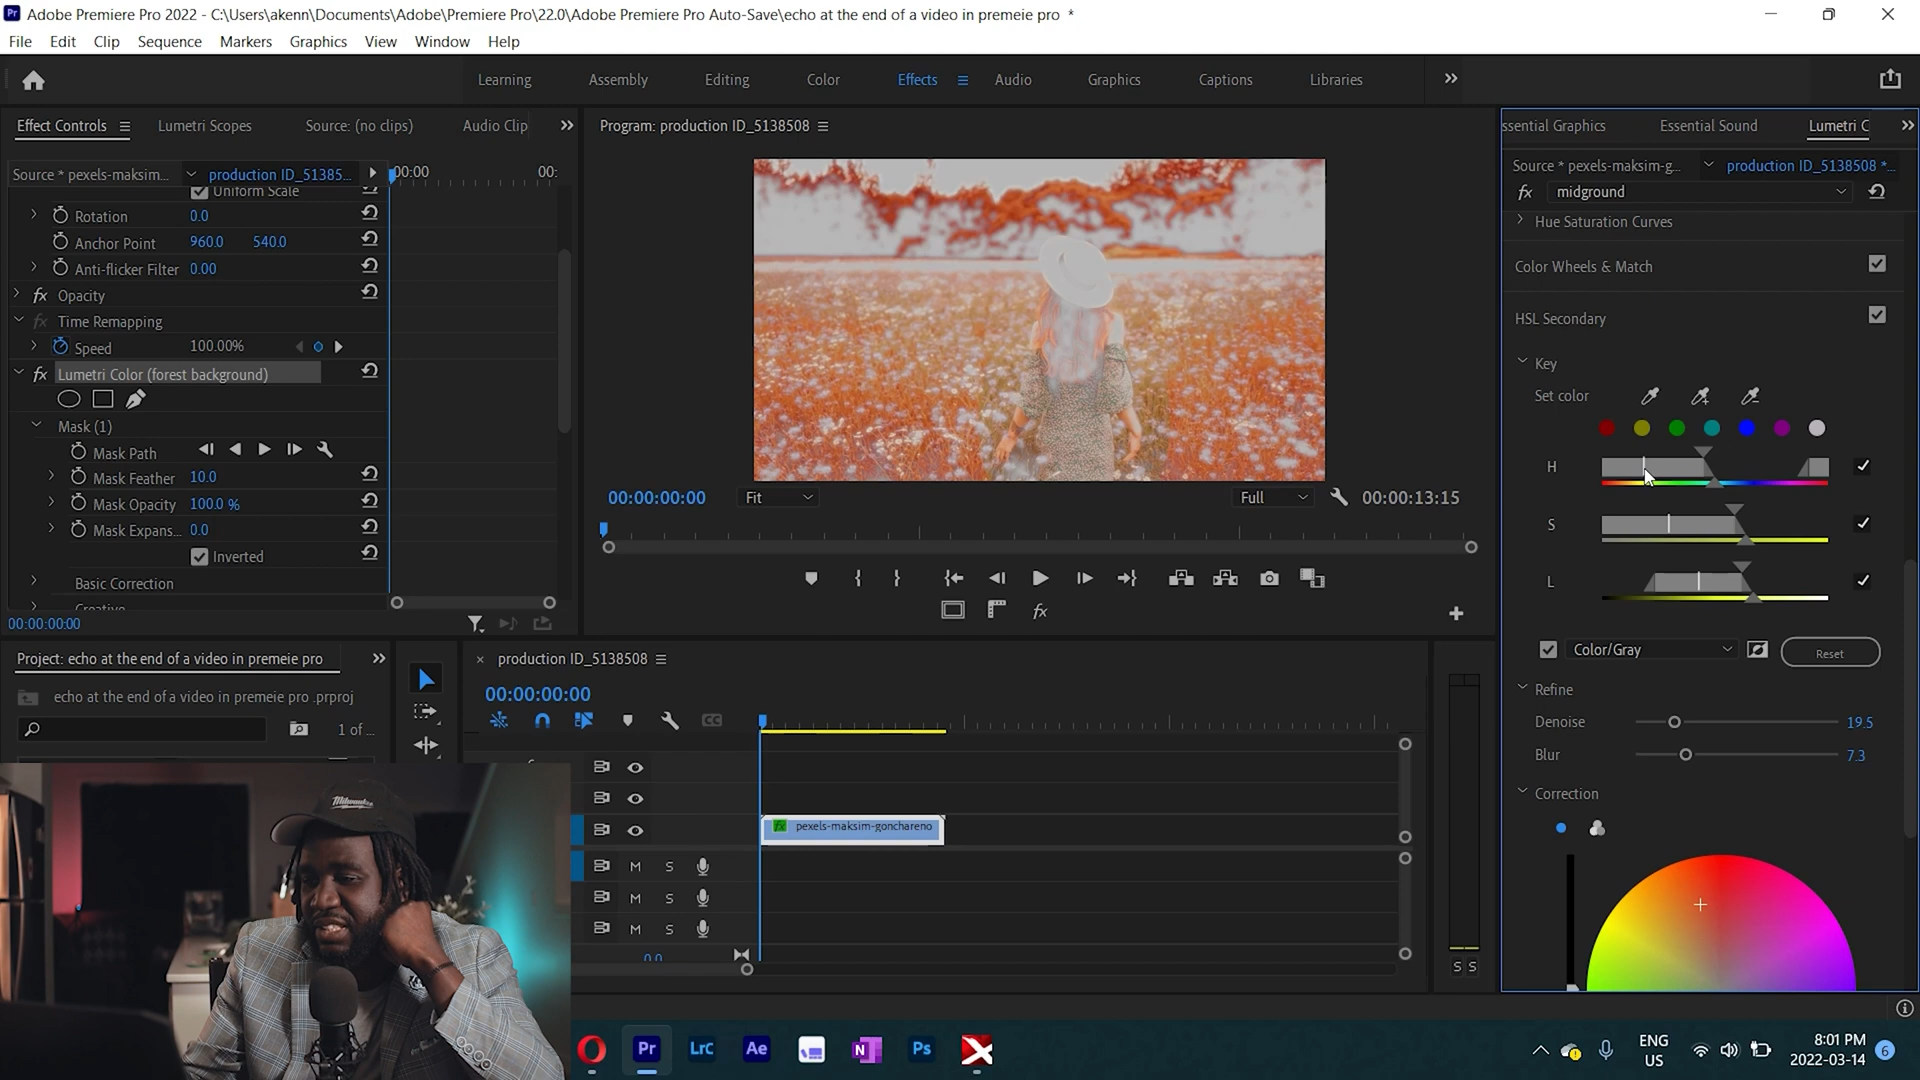 Adobe Premiere Pro 2022 - C:\Users\akenn\Documents\Adobe\Premiere Pro\22.0\Adobe Premiere Pro Auto-Save\echo at the end of a video in premeie pro *
File Edit Clip Sequence Markers Graphics View Window Help
Learning Assembly Editing Color Effects Audio Graphics Captions Libraries
Effect Controls Lumetri Scopes Source: (no clips) Audio Clip
Source * pexels-maksim... production ID_51385... 00:00 00:
Uniform Scale
Rotation 0.0
Anchor Point 960.0 540.0
Anti-flicker Filter 0.00
fx Opacity
fx Time Remapping
Speed 100.00%
fx Lumetri Color (forest background)
Mask (1)
Mask Path
Mask Feather 10.0
Mask Opacity 100.0 %
Mask Expans... 0.0
Inverted
Basic Correction
Creative
00:00:00:00
Program: production ID_5138508
00:00:00:00 Fit Full 00:00:13:15
fx
ssential Graphics Essential Sound Lumetri C
Source * pexels-maksim-g... production ID_5138508 *...
fx midground
Hue Saturation Curves
Color Wheels & Match
HSL Secondary
Key
Set color
H
S
L
Color/Gray Reset
Refine
Denoise 19.5
Blur 7.3
Correction
Project: echo at the end of a video in premeie pro
echo at the end of a video in premeie pro .prproj
1 of ...
production ID_5138508
00:00:00:00
CC
fx pexels-maksim-gonchareno
M S
M S
M S
0.0
S S
Milwaukee
Pr LrC Ae N Ps
ENG
US
8:01 PM
2022-03-14
6